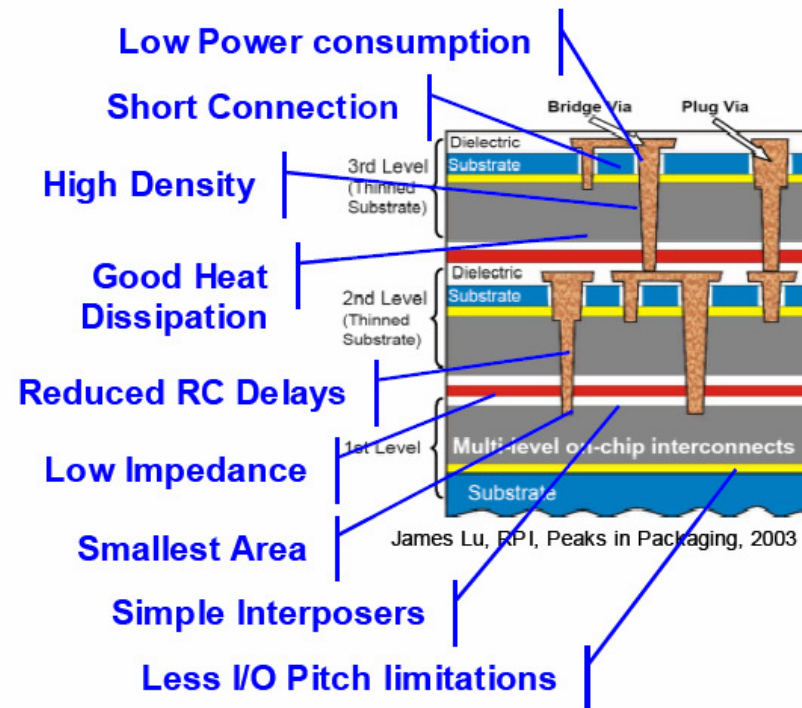 Low Power consumption
Short Connection
High Density
Good Heat
Dissipation
Reduced RC Delays
Low Impedance
Smallest Area
Simple Interposers
Less I/O Pitch limitations
Bridge Via
Plug Via
Dielectric
Substrate
3rd Level
(Thinned
Substrate)
Dielectric
Substrate
2nd Level
(Thinned
Substrate)
1st Level
Multi-level on-chip interconnects
Substrate
James Lu, RPI, Peaks in Packaging, 2003